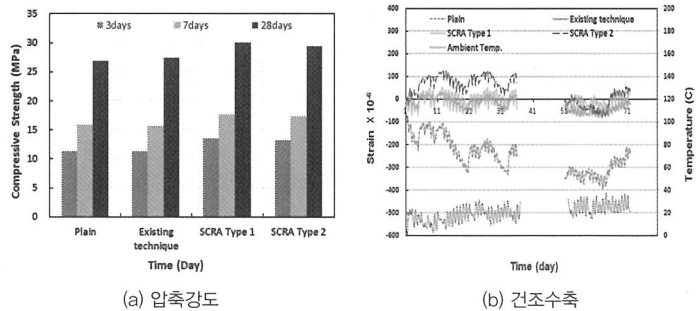 3days 7days 28days
Compressive Strength (MPa)
35
30
25
20
15
10
5
0
Plain
Existing technique
SCRA Type 1
SCRA Type 2
Time (Day)
(a) 압축강도
Plain
Existing technique
SCRA Type 1
SCRA Type 2
Ambient Temp.
Strain X 10-6
400
300
200
100
0
-100
-200
-300
-400
-500
-600
11
21
31
41
61
71
Temperature (C)
200
180
160
140
120
100
80
60
40
20
0
Time (day)
(b) 건조수축